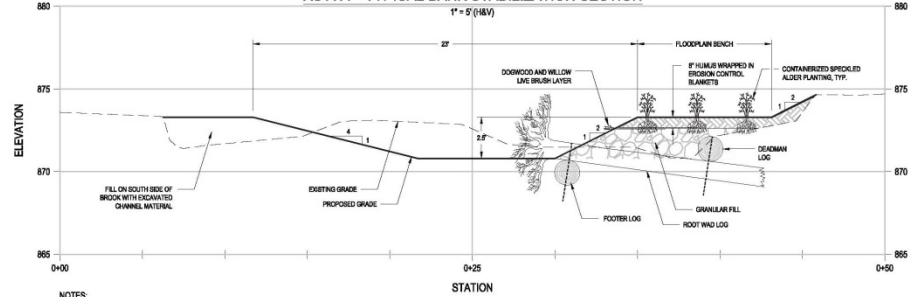 1" = 5' (H&V)
880
880
23'
FLOODPLAIN BENCH
DOGWOOD AND WILLOW
LIVE BRUSH LAYER
8" HUMUS WRAPPED IN
EROSION CONTROL
BLANKETS
CONTAINERIZED SPECKLED
ALDER PLANTING, TYP.
875
875
1
2
4
1
2.5'
1
2
ELEVATION
DEADMAN
LOG
870
870
FILL ON SOUTH SIDE OF
BROOK WITH EXCAVATED
CHANNEL MATERIAL
EXISTING GRADE
PROPOSED GRADE
FOOTER LOG
GRANULAR FILL
ROOT WAD LOG
865
865
0+00
0+25
0+50
STATION
NOTES: